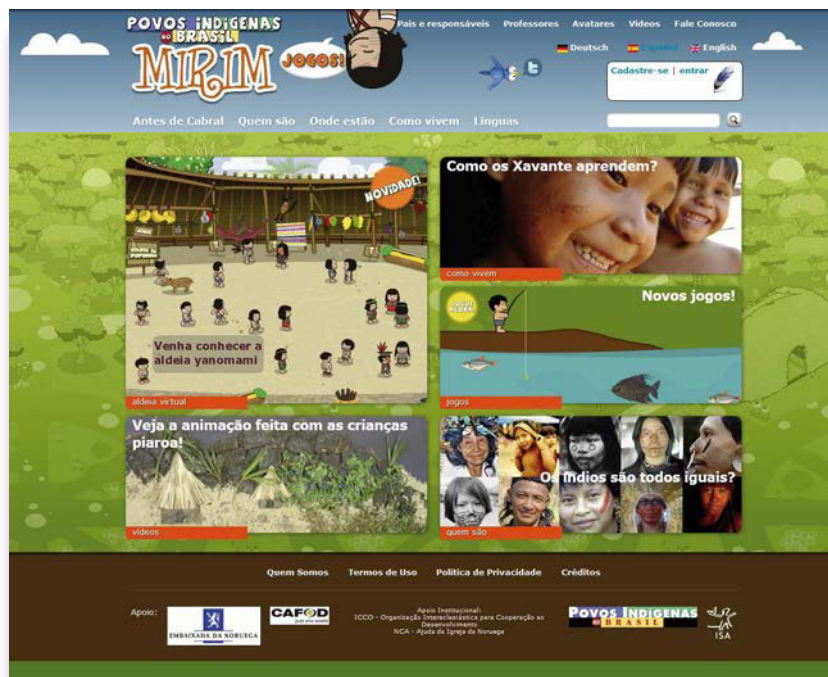 POVOS INDÍGENAS
NO BRASIL
MIRIM
JOGOS!
Pais e responsáveis Professores Avatares Videos Fale Conosco
Deutsch Español English
Cadastre-se | entrar
Antes de Cabral Quem são Onde estão Como vivem Línguas
NOVIDADE!
Venha conhecer a
aldeia yanomami
aldeia virtual
Como os Xavante aprendem?
como vivem
Novos jogos!
jogos
Veja a animação feita com as crianças
piaroa!
vídeos
Os índios são todos iguais?
quem são
Quem Somos Termos de Uso Política de Privacidade Créditos
Apoio:
EMBAIXADA DA NORUEGA
CAFOD
just one world
Apoio Institucional:
ICCO - Organização Intereclesiástica para Cooperação ao
Desenvolvimento
NCA - Ajuda da Igreja da Noruega
POVOS INDÍGENAS
NO BRASIL
ISA